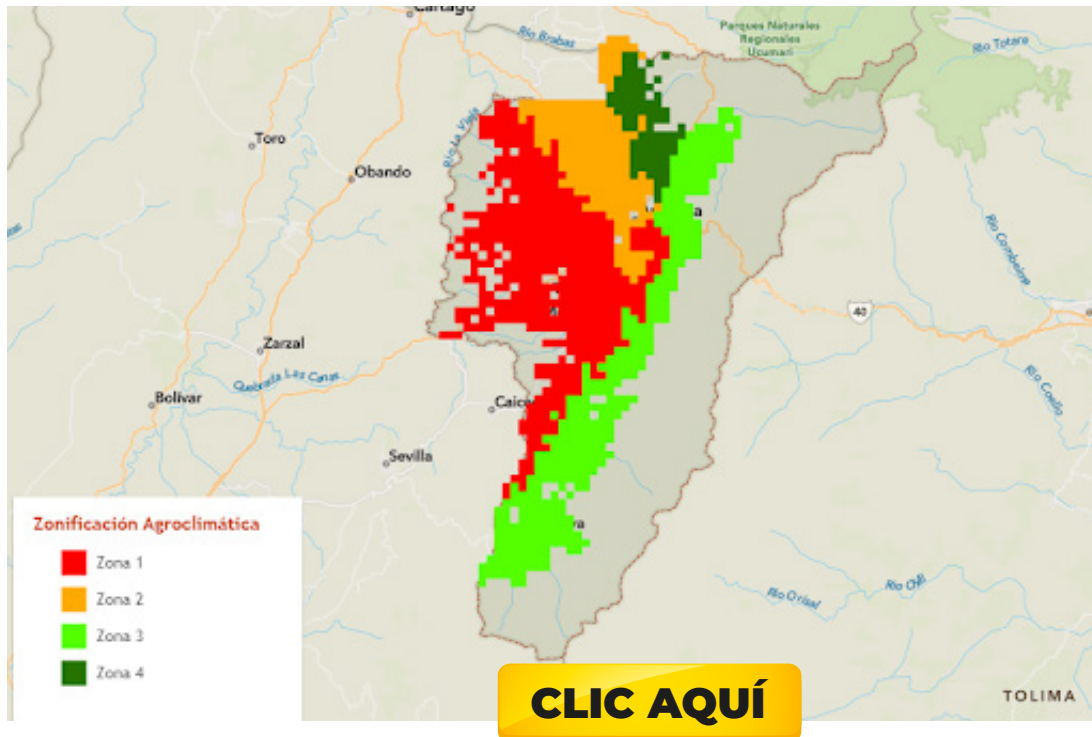 Cartago
Río Brabas
Parques Naturales
Regionales
Ucumarí
Río Totare
Toro
Río La Vieja
Obando
Río Combeima
40
Zarzal
Quebrada Las Cañas
Bolívar
Río Coello
Caice
Sevilla
Zonificación Agroclimática
Zona 1
Zona 2
Zona 3
Zona 4
Río Chili
TOLIMA
CLIC AQUÍ